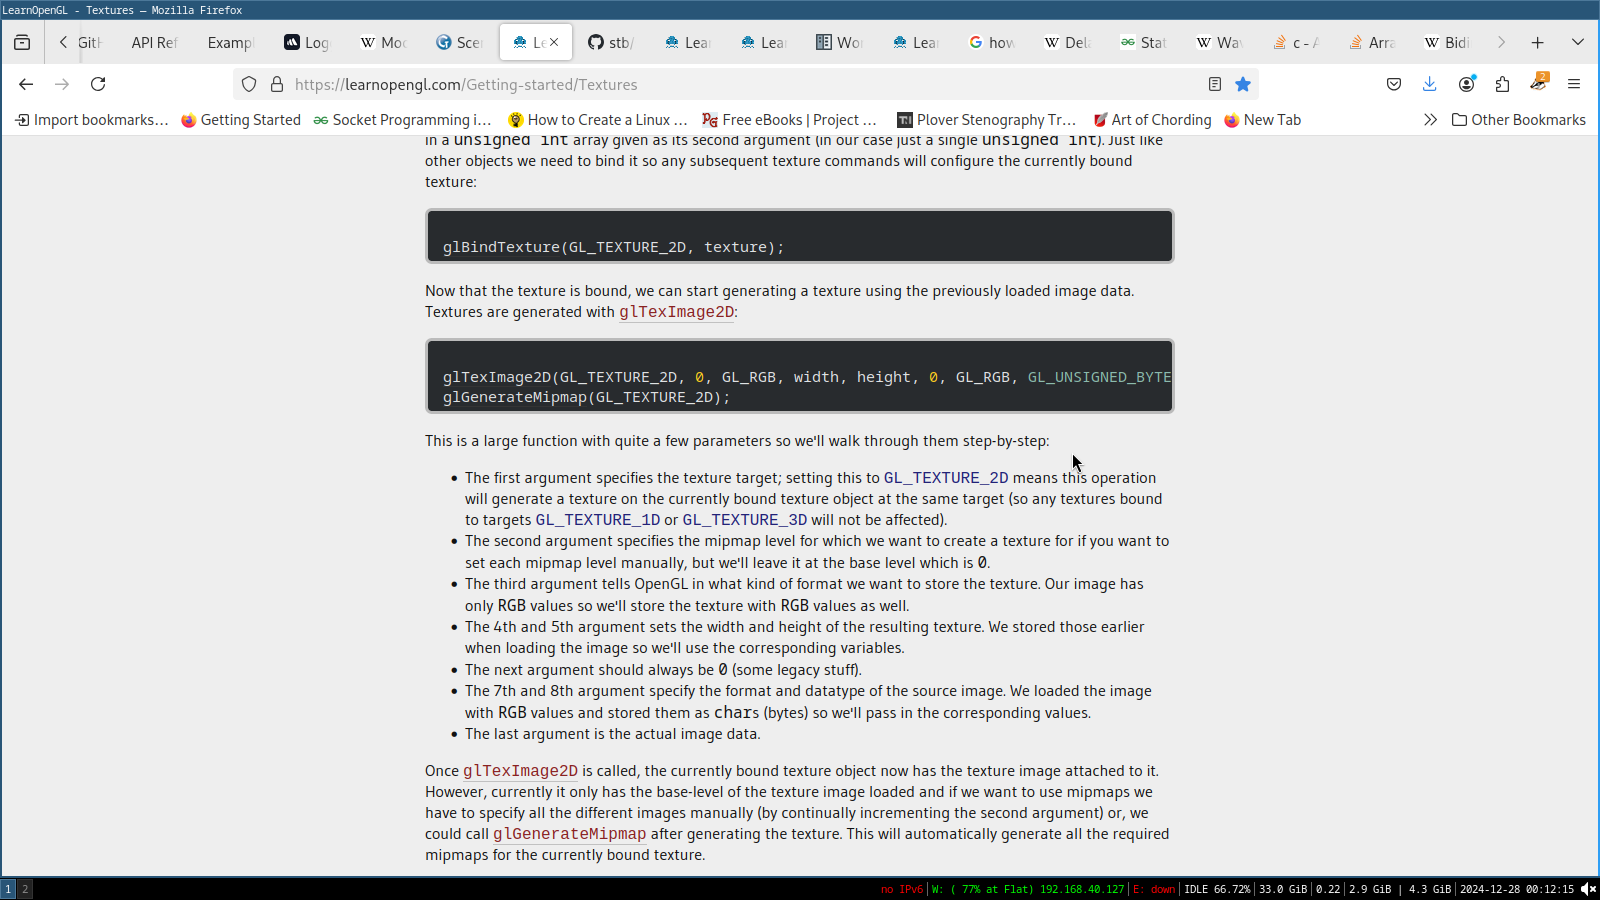 LearnOpenGL - Textures — Mozilla Firefox
Git
API Ref
Exampl
Log
Moc
Scer
Le
stb/
Lear
Lear
Wo
Lear
how
Dela
Stat
Wav
c - A
Arra
Bidi
https://learnopengl.com/Getting-started/Textures
2
Import bookmarks...
Getting Started
Socket Programming i...
How to Create a Linux ...
Free eBooks | Project ...
Plover Stenography Tr...
Art of Chording
New Tab
Other Bookmarks
in a unsigned int array given as its second argument (in our case just a single unsigned int). Just like
other objects we need to bind it so any subsequent texture commands will configure the currently bound
texture:
glBindTexture(GL_TEXTURE_2D, texture);
Now that the texture is bound, we can start generating a texture using the previously loaded image data.
Textures are generated with glTexImage2D:
glTexImage2D(GL_TEXTURE_2D, 0, GL_RGB, width, height, 0, GL_RGB, GL_UNSIGNED_BYTE
glGenerateMipmap(GL_TEXTURE_2D);
This is a large function with quite a few parameters so we'll walk through them step-by-step:
• The first argument specifies the texture target; setting this to GL_TEXTURE_2D means this operation
will generate a texture on the currently bound texture object at the same target (so any textures bound
to targets GL_TEXTURE_1D or GL_TEXTURE_3D will not be affected).
• The second argument specifies the mipmap level for which we want to create a texture for if you want to
set each mipmap level manually, but we'll leave it at the base level which is 0.
• The third argument tells OpenGL in what kind of format we want to store the texture. Our image has
only RGB values so we'll store the texture with RGB values as well.
• The 4th and 5th argument sets the width and height of the resulting texture. We stored those earlier
when loading the image so we'll use the corresponding variables.
• The next argument should always be 0 (some legacy stuff).
• The 7th and 8th argument specify the format and datatype of the source image. We loaded the image
with RGB values and stored them as chars (bytes) so we'll pass in the corresponding values.
• The last argument is the actual image data.
Once glTexImage2D is called, the currently bound texture object now has the texture image attached to it.
However, currently it only has the base-level of the texture image loaded and if we want to use mipmaps we
have to specify all the different images manually (by continually incrementing the second argument) or, we
could call glGenerateMipmap after generating the texture. This will automatically generate all the required
mipmaps for the currently bound texture.
1 2
no IPv6|W: ( 77% at Flat) 192.168.40.127|E: down|IDLE 66.72%|33.0 GiB|0.22|2.9 GiB | 4.3 GiB|2024-12-28 00:12:15